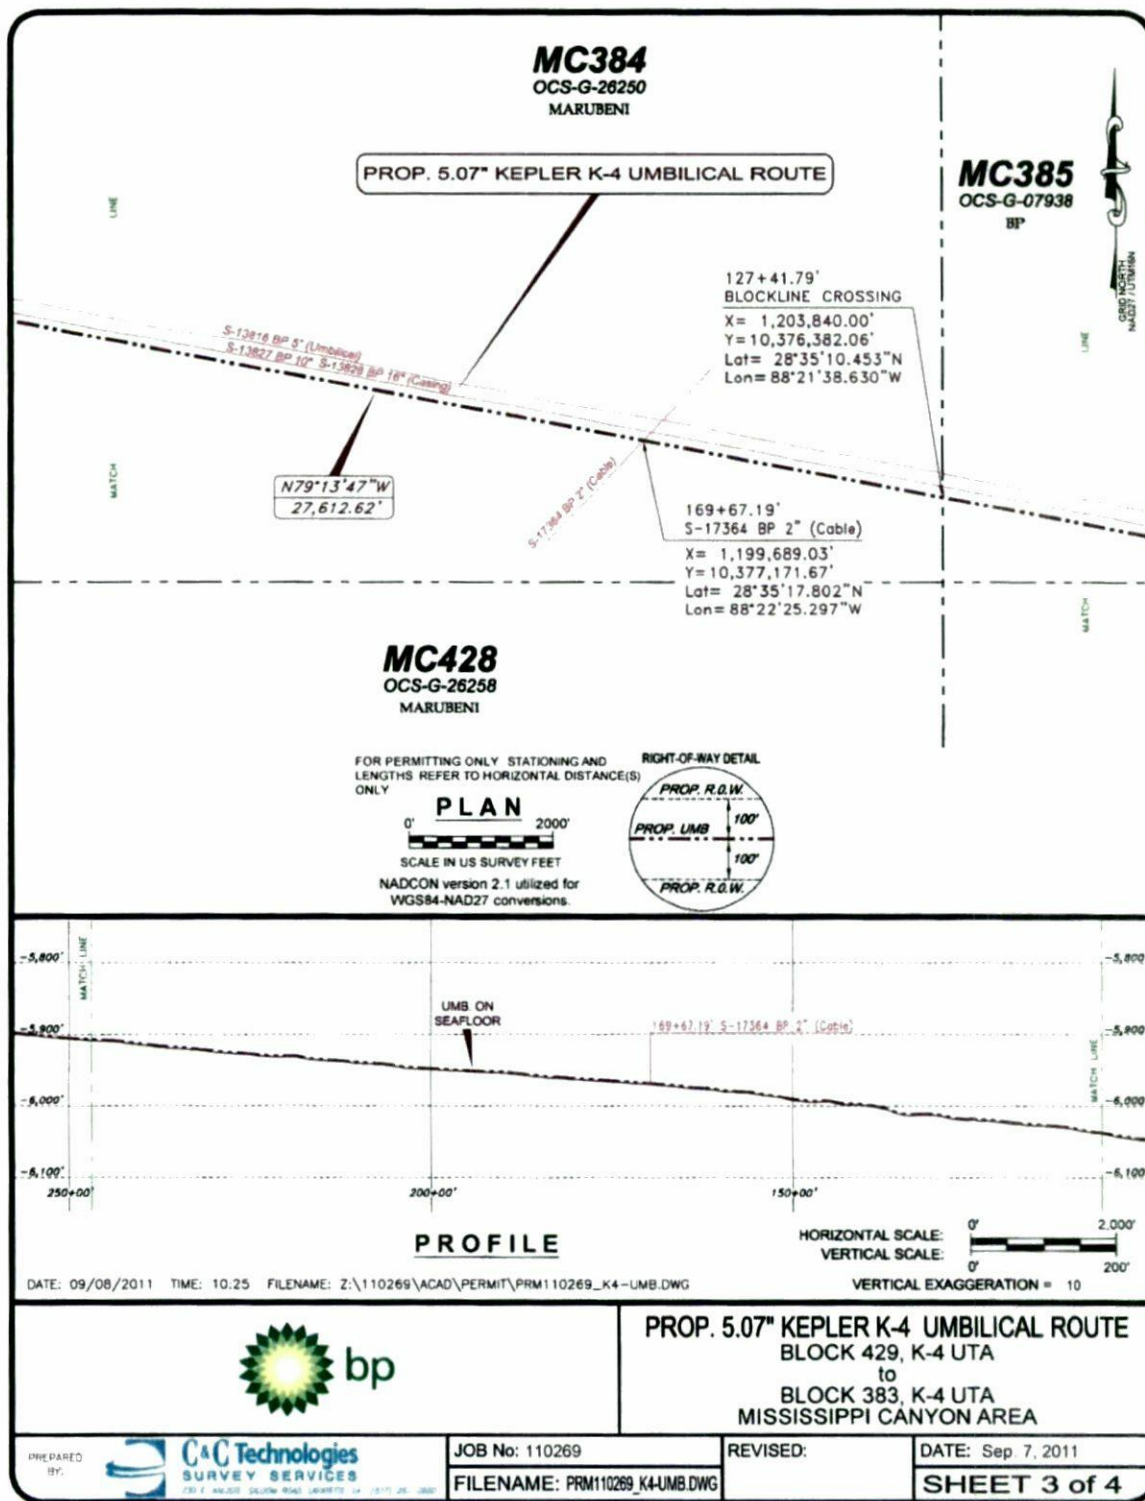 MC384
OCS-G-26250
MARUBENI
PROP. 5.07" KEPLER K-4 UMBILICAL ROUTE
MC385
OCS-G-07938
BP
GRID NORTH
NAD27 / UTM16N
LINE
LINE
127+41.79'
BLOCKLINE CROSSING
X= 1,203,840.00'
Y=10,376,382.06'
Lat= 28°35'10.453"N
Lon= 88°21'38.630"W
S-13816 BP 5" (Umbilical)
S-13827 BP 10" S-13828 BP 16" (Casing)
MATCH
N79°13'47"W
27,612.62'
S-17364 BP 2" (Cable)
169+67.19'
S-17364 BP 2" (Cable)
X= 1,199,689.03'
Y=10,377,171.67'
Lat= 28°35'17.802"N
Lon= 88°22'25.297"W
MATCH
MC428
OCS-G-26258
MARUBENI
FOR PERMITTING ONLY STATIONING AND
LENGTHS REFER TO HORIZONTAL DISTANCE(S)
ONLY
PLAN
0' 2000'
SCALE IN US SURVEY FEET
NADCON version 2.1 utilized for
WGS84-NAD27 conversions.
RIGHT-OF-WAY DETAIL
PROP. R.O.W.
100'
PROP. UMB
100'
PROP. R.O.W.
-5,800' -5,800'
MATCH LINE
UMB. ON
SEAFLOOR
169+67.19' S-17364 BP 2" (Cable)
-5,900' -5,900'
MATCH LINE
-6,000' -6,000'
-6,100' -6,100'
250+00' 200+00' 150+00'
PROFILE
HORIZONTAL SCALE: 0' 2,000'
VERTICAL SCALE: 0' 200'
VERTICAL EXAGGERATION = 10
DATE: 09/08/2011 TIME: 10:25 FILENAME: Z:\110269\ACAD\PERMIT\PRM110269_K4-UMB.DWG
bp
PROP. 5.07" KEPLER K-4 UMBILICAL ROUTE
BLOCK 429, K-4 UTA
to
BLOCK 383, K-4 UTA
MISSISSIPPI CANYON AREA
PREPARED
BY:
C&C Technologies
SURVEY SERVICES
JOB No: 110269
FILENAME: PRM110269_K4-UMB.DWG
REVISED:
DATE: Sep. 7, 2011
SHEET 3 of 4